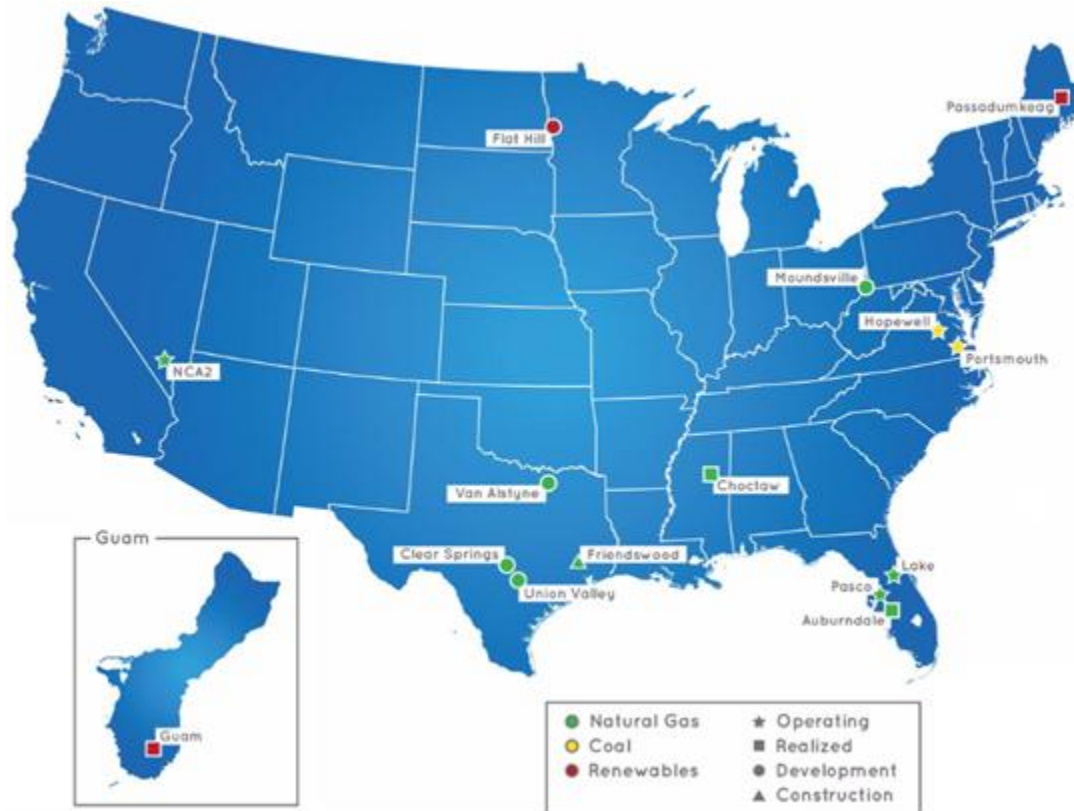 Passadumkeag
Flat Hill
Moundsville
Hopewell
Portsmouth
NCA2
Choctaw
Van Alstyne
Clear Springs
Friendswood
Union Valley
Lake
Pasco
Auburndale
Guam
Guam
Natural Gas
Coal
Renewables
Operating
Realized
Development
Construction